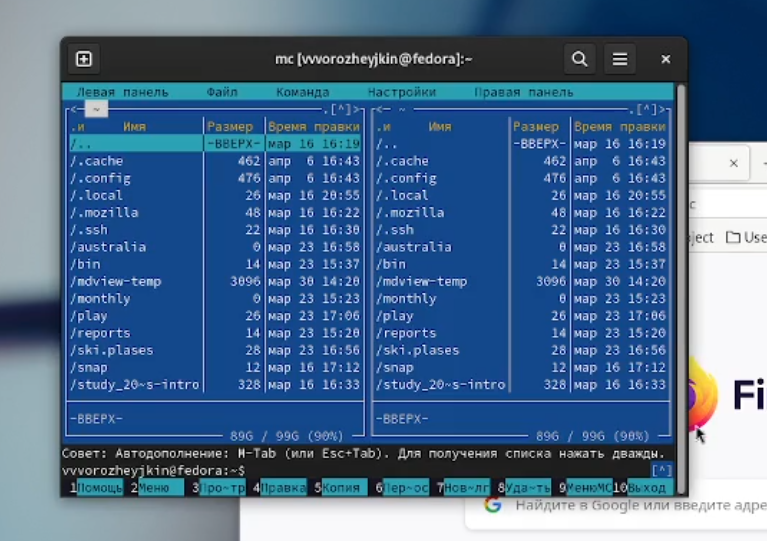 mc [vvvorozheyjkin@fedora]:~
Левая панель Файл Команда Настройки Правая панель
<─ ~ .[^]> <─ ~ .[^]>
.и Имя Размер Время правки .и Имя Размер Время правки
/.. -ВВЕРХ- мар 16 16:19 /.. -ВВЕРХ- мар 16 16:19
/.cache 462 апр 6 16:43 /.cache 462 апр 6 16:43
/.config 476 апр 6 16:43 /.config 476 апр 6 16:43
/.local 26 мар 16 20:55 /.local 26 мар 16 20:55
/.mozilla 48 мар 16 16:22 /.mozilla 48 мар 16 16:22
/.ssh 22 мар 16 16:30 /.ssh 22 мар 16 16:30
/australia 0 мар 23 16:58 /australia 0 мар 23 16:58
/bin 14 мар 23 15:37 /bin 14 мар 23 15:37
/mdview-temp 3096 мар 30 14:20 /mdview-temp 3096 мар 30 14:20
/monthly 0 мар 23 15:23 /monthly 0 мар 23 15:23
/play 26 мар 23 17:06 /play 26 мар 23 17:06
/reports 14 мар 23 15:20 /reports 14 мар 23 15:20
/ski.plases 28 мар 23 16:56 /ski.plases 28 мар 23 16:56
/snap 12 мар 16 17:12 /snap 12 мар 16 17:12
/study_20~s-intro 328 мар 16 16:33 /study_20~s-intro 328 мар 16 16:33
-ВВЕРХ- -ВВЕРХ-
89G / 99G (90%) 89G / 99G (90%)
Совет: Автодополнение: M-Tab (или Esc+Tab). Для получения списка нажать дважды.
vvvorozheyjkin@fedora:~$ [^]
1Помощь 2Меню 3Про~тр 4Правка 5Копия 6Пер~ос 7Нов~лг 8Уда~ть 9МенюMC 10Выход
ject Use
Fi
Найдите в Google или введите адре